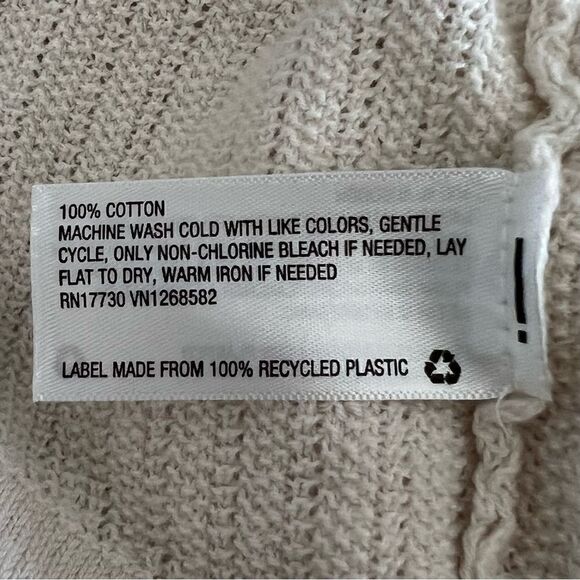 100% COTTON
MACHINE WASH COLD WITH LIKE COLORS, GENTLE
CYCLE, ONLY NON-CHLORINE BLEACH IF NEEDED, LAY
FLAT TO DRY, WARM IRON IF NEEDED
RN17730 VN1268582
LABEL MADE FROM 100% RECYCLED PLASTIC